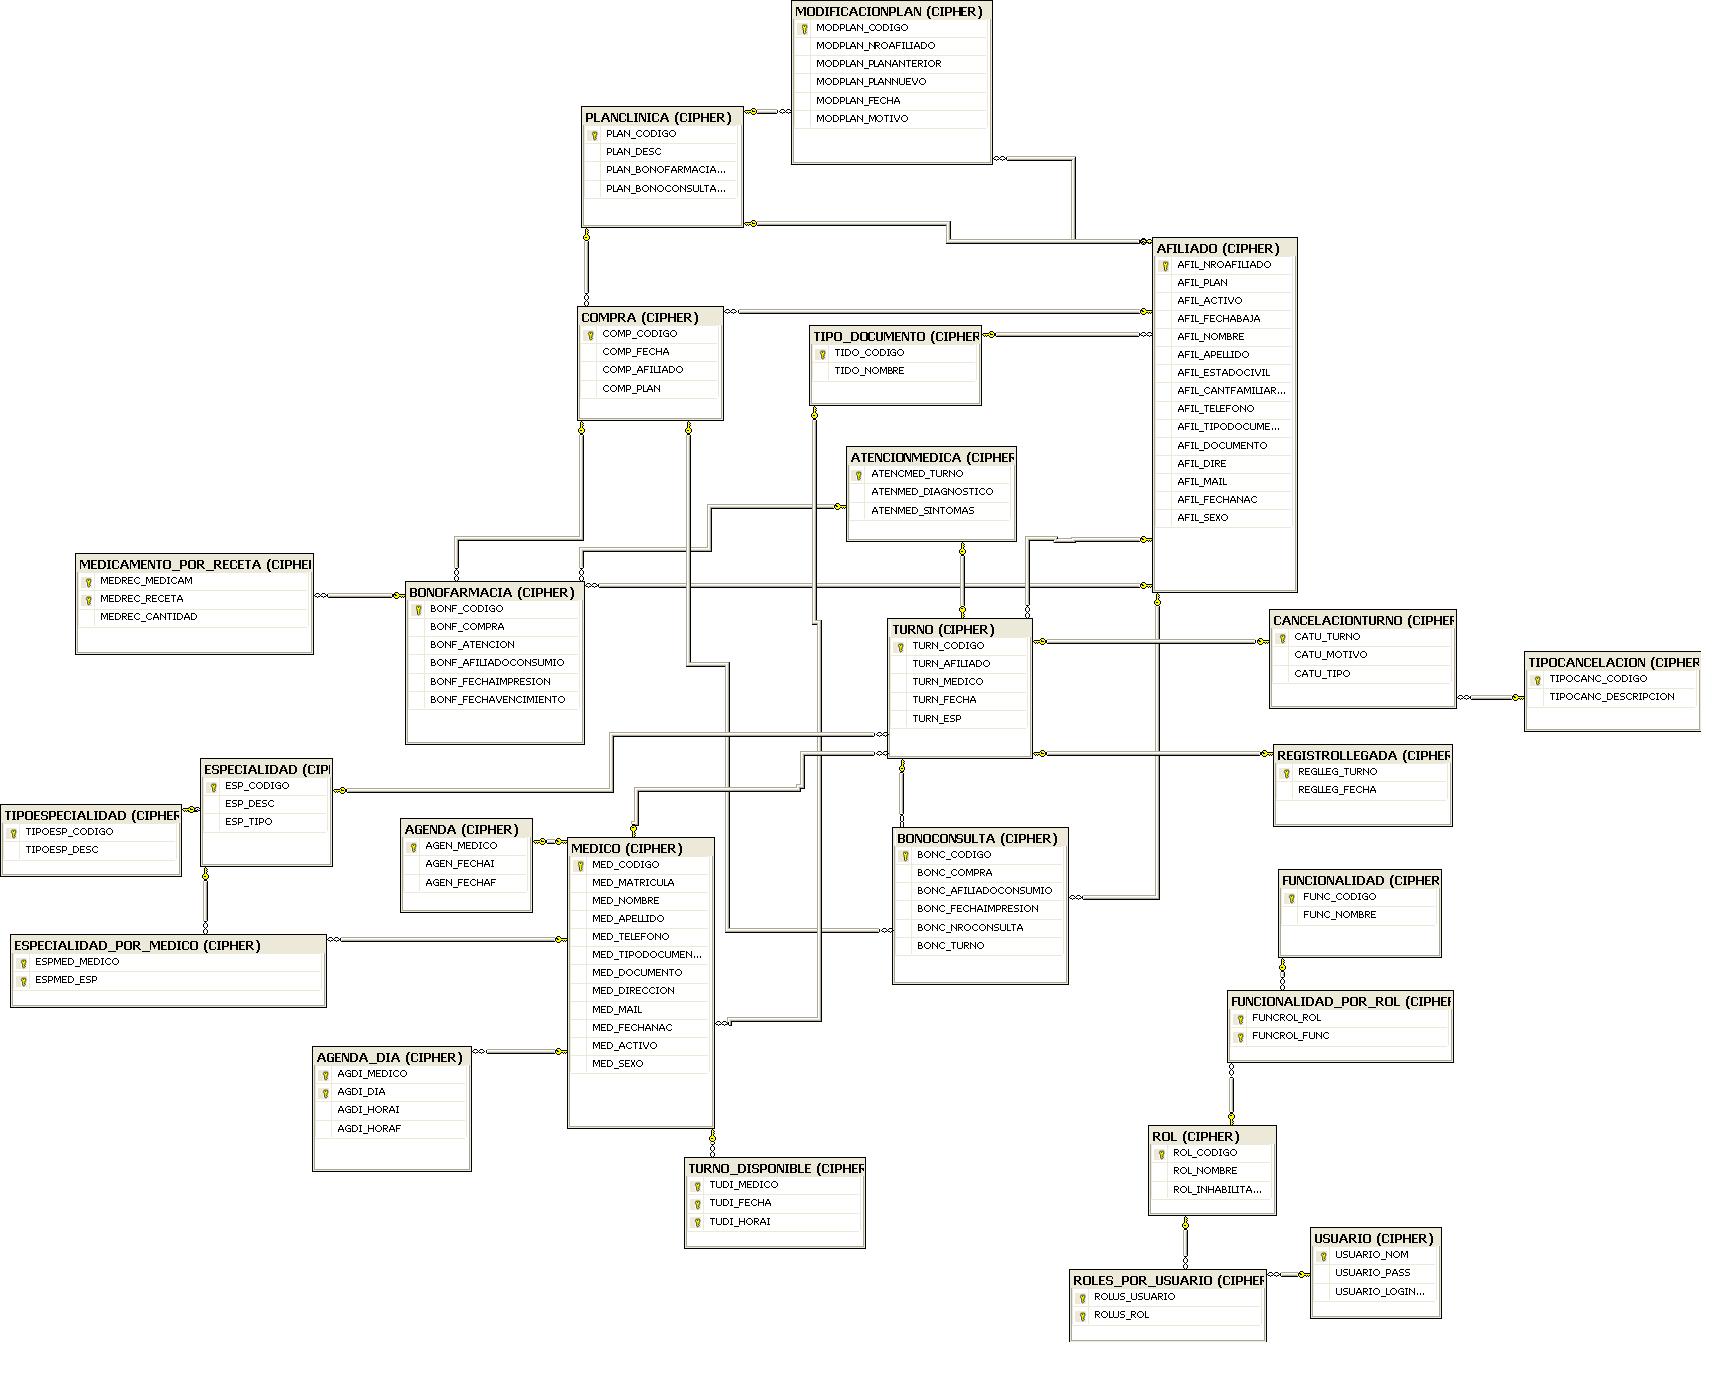 MODIFICACIONPLAN (CIPHER)
MODPLAN_CODIGO
MODPLAN_NROAFILIADO
MODPLAN_PLANANTERIOR
MODPLAN_PLANNUEVO
MODPLAN_FECHA
MODPLAN_MOTIVO
PLANCLINICA (CIPHER)
PLAN_CODIGO
PLAN_DESC
PLAN_BONOFARMACIA...
PLAN_BONOCONSULTA...
AFILIADO (CIPHER)
AFIL_NROAFILIADO
AFIL_PLAN
AFIL_ACTIVO
AFIL_FECHABAJA
AFIL_NOMBRE
AFIL_APELLIDO
AFIL_ESTADOCIVIL
AFIL_CANTFAMILIAR...
AFIL_TELEFONO
AFIL_TIPODOCUME...
AFIL_DOCUMENTO
AFIL_DIRE
AFIL_MAIL
AFIL_FECHANAC
AFIL_SEXO
COMPRA (CIPHER)
COMP_CODIGO
COMP_FECHA
COMP_AFILIADO
COMP_PLAN
TIPO_DOCUMENTO (CIPHER
TIDO_CODIGO
TIDO_NOMBRE
ATENCIONMEDICA (CIPHER
ATENCMED_TURNO
ATENMED_DIAGNOSTICO
ATENMED_SINTOMAS
MEDICAMENTO_POR_RECETA (CIPHEI
MEDREC_MEDICAM
MEDREC_RECETA
MEDREC_CANTIDAD
BONOFARMACIA (CIPHER)
BONF_CODIGO
BONF_COMPRA
BONF_ATENCION
BONF_AFILIADOCONSUMIO
BONF_FECHAIMPRESION
BONF_FECHAVENCIMIENTO
TURNO (CIPHER)
TURN_CODIGO
TURN_AFILIADO
TURN_MEDICO
TURN_FECHA
TURN_ESP
CANCELACIONTURNO (CIPHER
CATU_TURNO
CATU_MOTIVO
CATU_TIPO
TIPOCANCELACION (CIPHER
TIPOCANC_CODIGO
TIPOCANC_DESCRIPCION
REGISTROLLEGADA (CIPHER
REGLLEG_TURNO
REGLLEG_FECHA
ESPECIALIDAD (CIPI
ESP_CODIGO
ESP_DESC
ESP_TIPO
TIPOESPECIALIDAD (CIPHER
TIPOESP_CODIGO
TIPOESP_DESC
AGENDA (CIPHER)
AGEN_MEDICO
AGEN_FECHAI
AGEN_FECHAF
MEDICO (CIPHER)
MED_CODIGO
MED_MATRICULA
MED_NOMBRE
MED_APELLIDO
MED_TELEFONO
MED_TIPODOCUMEN...
MED_DOCUMENTO
MED_DIRECCION
MED_MAIL
MED_FECHANAC
MED_ACTIVO
MED_SEXO
BONOCONSULTA (CIPHER)
BONC_CODIGO
BONC_COMPRA
BONC_AFILIADOCONSUMIO
BONC_FECHAIMPRESION
BONC_NROCONSULTA
BONC_TURNO
FUNCIONALIDAD (CIPHER
FUNC_CODIGO
FUNC_NOMBRE
ESPECIALIDAD_POR_MEDICO (CIPHER)
ESPMED_MEDICO
ESPMED_ESP
FUNCIONALIDAD_POR_ROL (CIPHER
FUNCROL_ROL
FUNCROL_FUNC
AGENDA_DIA (CIPHER)
AGDI_MEDICO
AGDI_DIA
AGDI_HORAI
AGDI_HORAF
ROL (CIPHER)
ROL_CODIGO
ROL_NOMBRE
ROL_INHABILITA...
TURNO_DISPONIBLE (CIPHER
TUDI_MEDICO
TUDI_FECHA
TUDI_HORAI
USUARIO (CIPHER)
USUARIO_NOM
USUARIO_PASS
USUARIO_LOGIN...
ROLES_POR_USUARIO (CIPHER
ROLUS_USUARIO
ROLUS_ROL